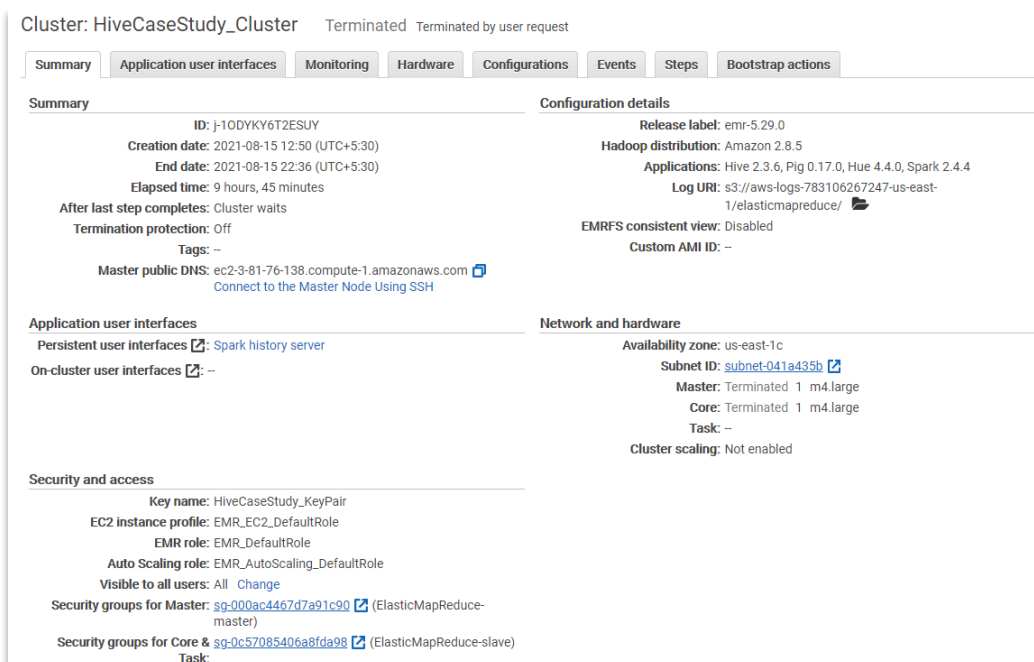 Cluster: HiveCaseStudy_Cluster Terminated Terminated by user request
Summary Application user interfaces Monitoring Hardware Configurations Events Steps Bootstrap actions
Summary
ID: j-1ODYKY6T2ESUY
Creation date: 2021-08-15 12:50 (UTC+5:30)
End date: 2021-08-15 22:36 (UTC+5:30)
Elapsed time: 9 hours, 45 minutes
After last step completes: Cluster waits
Termination protection: Off
Tags: --
Master public DNS: ec2-3-81-76-138.compute-1.amazonaws.com
Connect to the Master Node Using SSH
Configuration details
Release label: emr-5.29.0
Hadoop distribution: Amazon 2.8.5
Applications: Hive 2.3.6, Pig 0.17.0, Hue 4.4.0, Spark 2.4.4
Log URI: s3://aws-logs-783106267247-us-east-
1/elasticmapreduce/
EMRFS consistent view: Disabled
Custom AMI ID: --
Application user interfaces
Persistent user interfaces : Spark history server
On-cluster user interfaces : --
Network and hardware
Availability zone: us-east-1c
Subnet ID: subnet-041a435b
Master: Terminated 1 m4.large
Core: Terminated 1 m4.large
Task: --
Cluster scaling: Not enabled
Security and access
Key name: HiveCaseStudy_KeyPair
EC2 instance profile: EMR_EC2_DefaultRole
EMR role: EMR_DefaultRole
Auto Scaling role: EMR_AutoScaling_DefaultRole
Visible to all users: All Change
Security groups for Master: sg-000ac4467d7a91c90 (ElasticMapReduce-
master)
Security groups for Core & sg-0c57085406a8fda98 (ElasticMapReduce-slave)
Task: